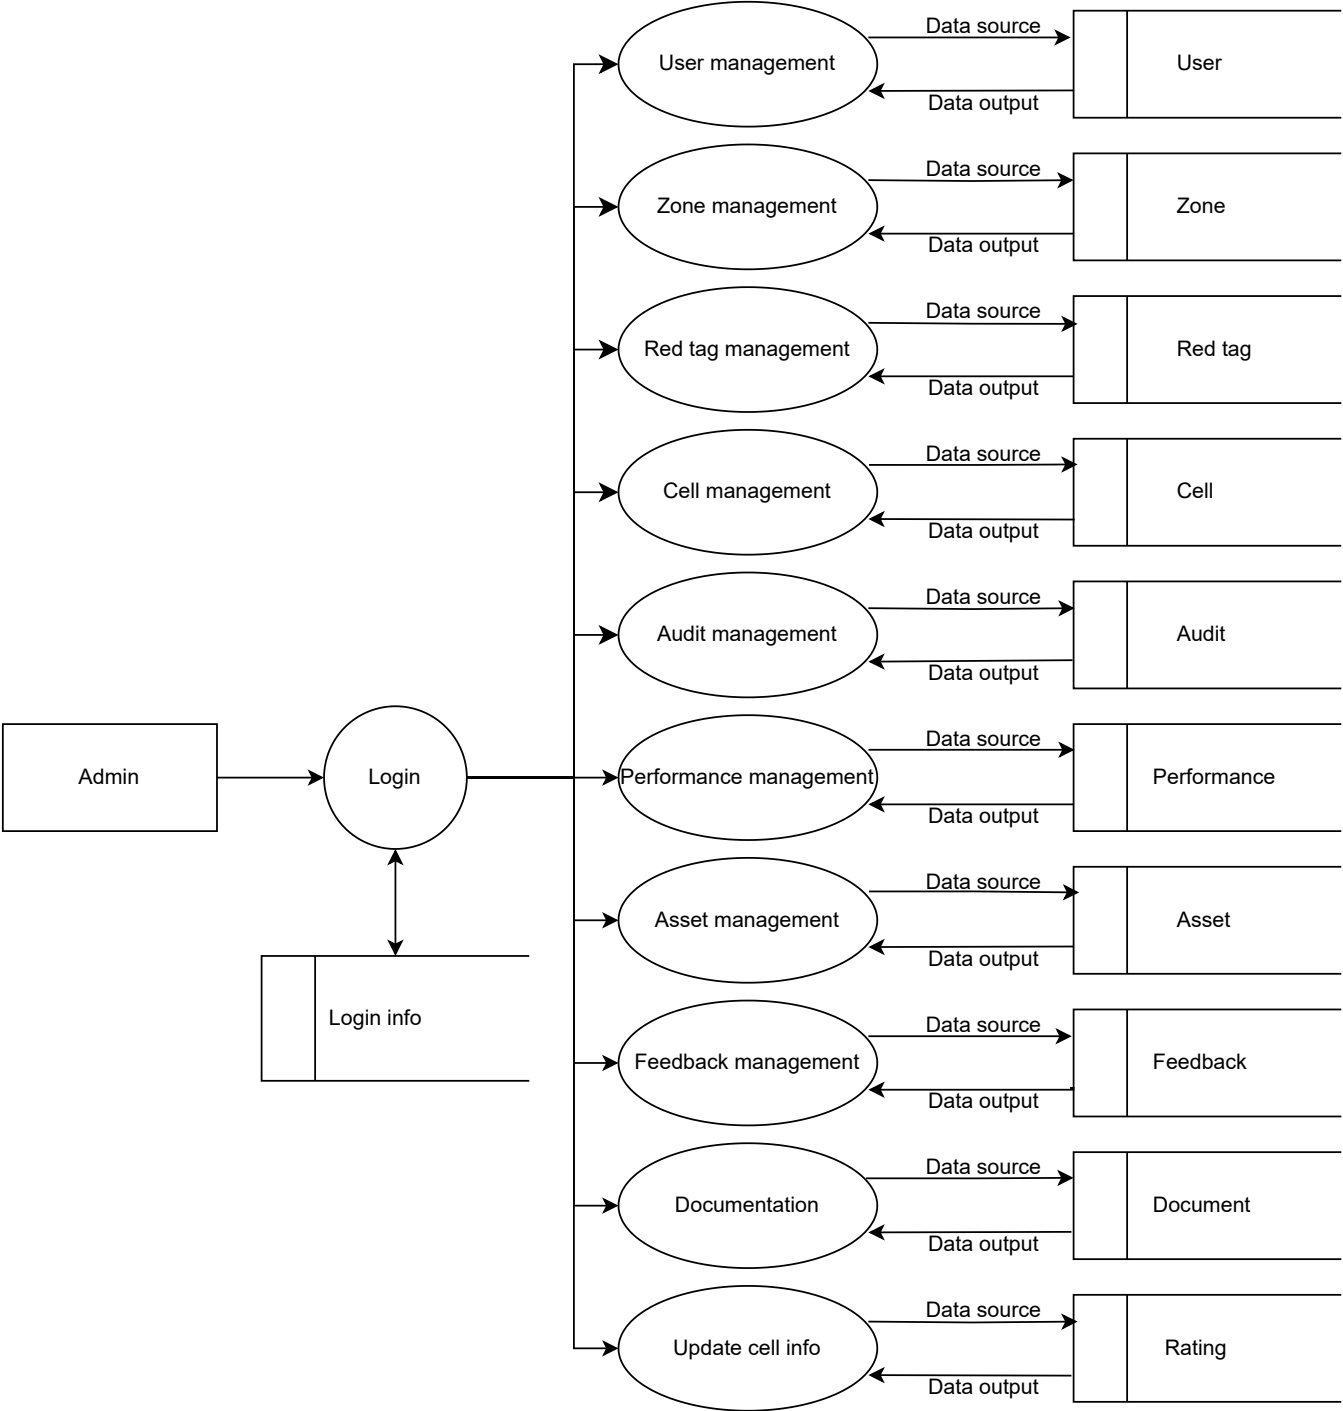 Data source
User management
User
Data output
Data source
Zone management
Zone
Data output
Data source
Red tag management
Red tag
Data output
Data source
Cell management
Cell
Data output
Data source
Audit management
Audit
Data output
Data source
Admin
Login
Performance management
Performance
Data output
Data source
Asset management
Asset
Data output
Login info
Data source
Feedback management
Feedback
Data output
Data source
Documentation
Document
Data output
Data source
Update cell info
Rating
Data output